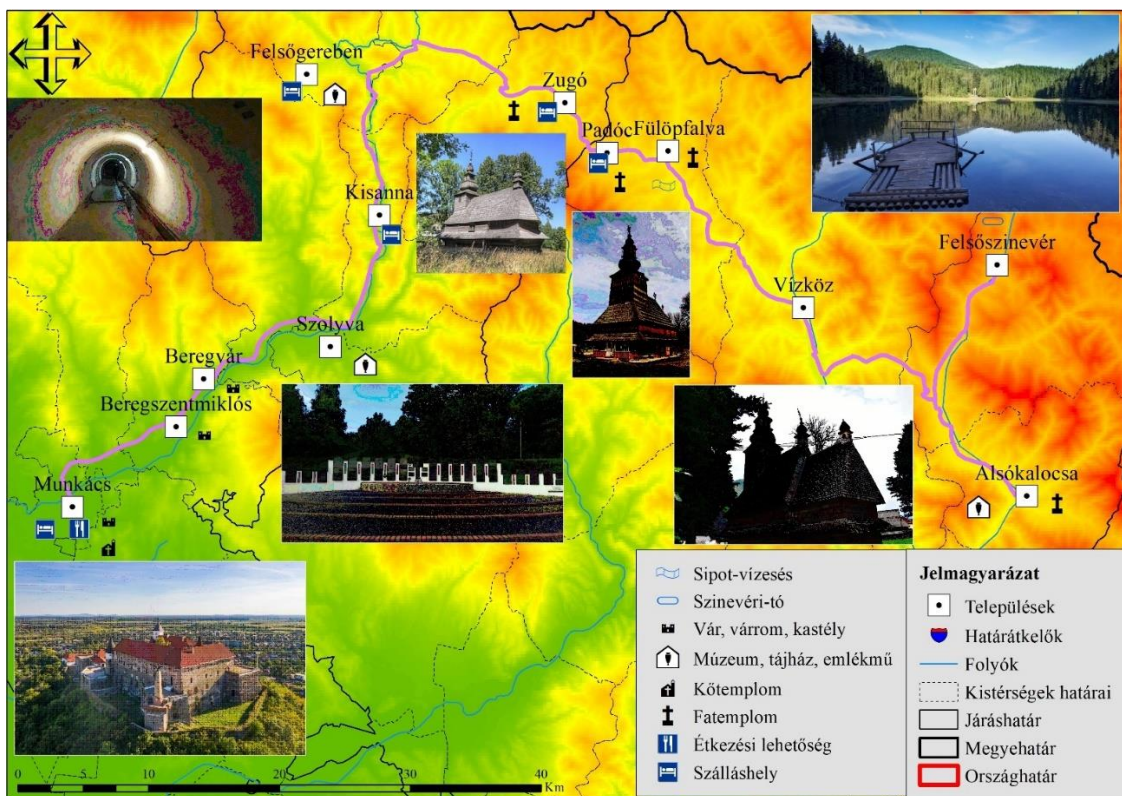 Felsőgereben
Zugó
Padóc
Fülöpfalva
Kisanna
Felsőszinevér
Vízköz
Szolyva
Beregvár
Beregszentmiklós
Munkács
Alsókalocsa
Sipot-vízesés
Szinevéri-tó
Vár, várrom, kastély
Múzeum, tájház, emlékmű
Kőtemplom
Fatemplom
Étkezési lehetőség
Szálláshely
Jelmagyarázat
Települések
Határátkelők
Folyók
Kistérségek határai
Járáshatár
Megyehatár
Országhatár
0 5 10 20 30 40
Km